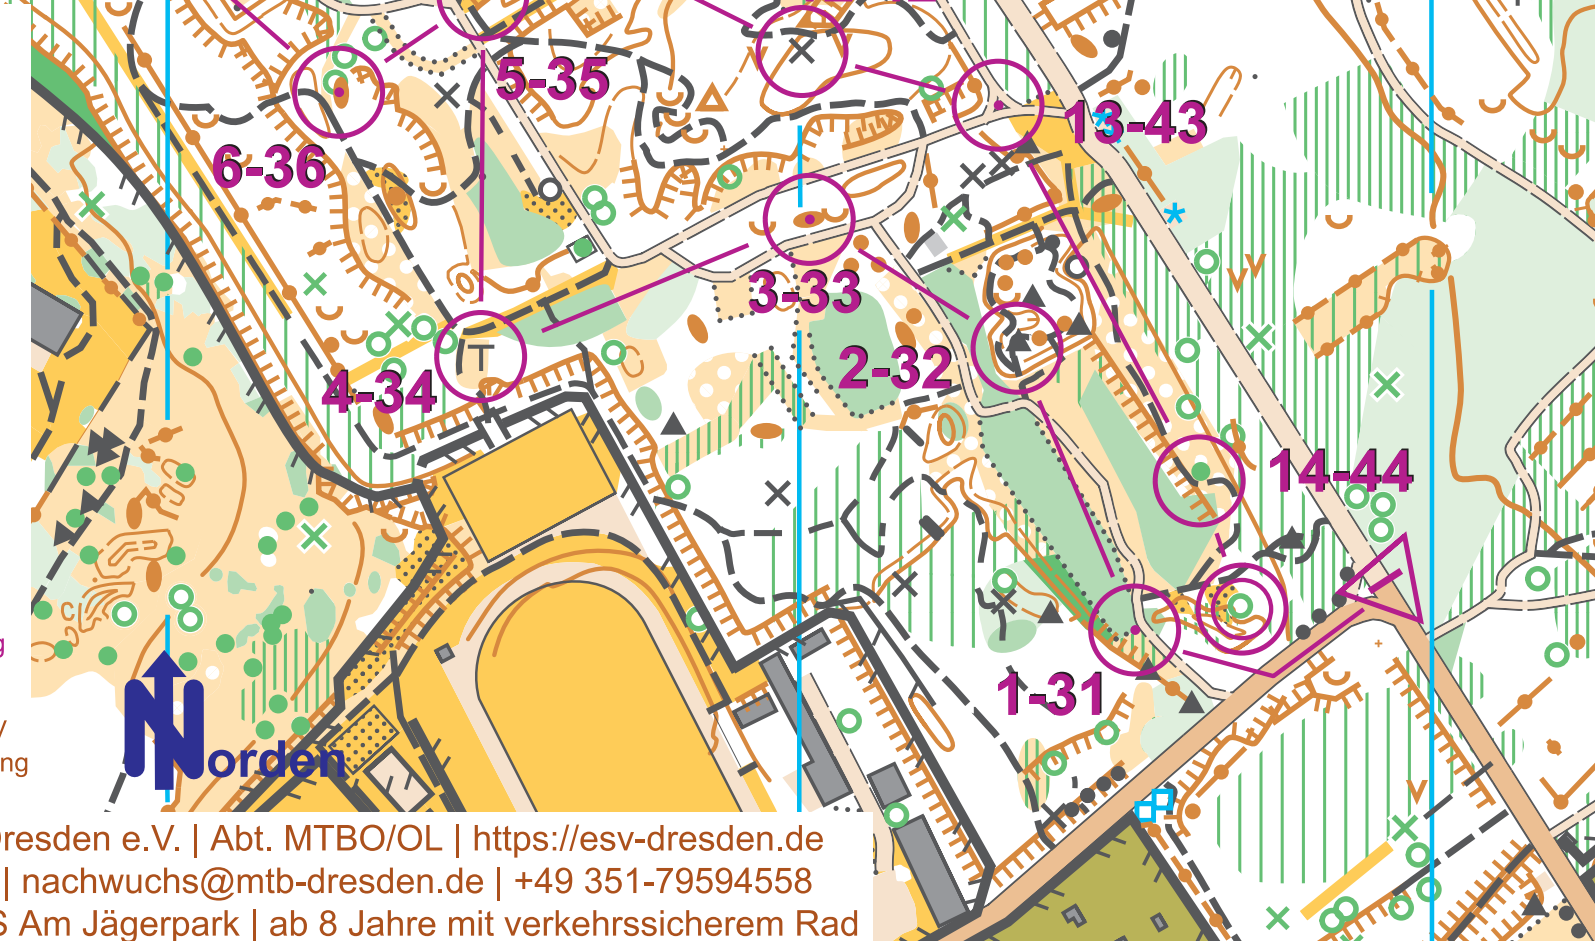 5-35
13-43
6-36
3-33
2-32
4-34
14-44
g
1-31
/
Norden
ng
resden e.V. | Abt. MTBO/OL | https://esv-dresden.de
| nachwuchs@mtb-dresden.de | +49 351-79594558
S Am Jägerpark | ab 8 Jahre mit verkehrssicherem Rad